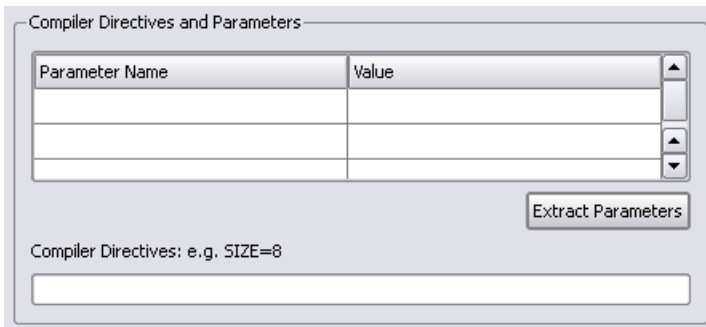 Compiler Directives and Parameters
Parameter Name Value
Extract Parameters
Compiler Directives: e.g. SIZE=8